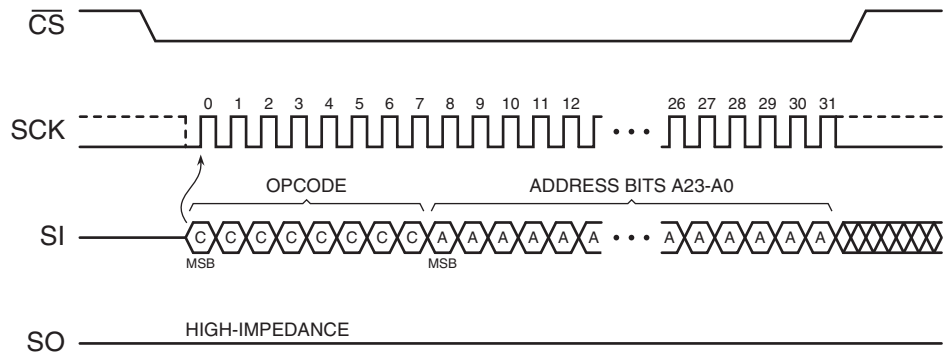 CS
0 1 2 3 4 5 6 7 8 9 10 11 12 26 27 28 29 30 31
SCK
OPCODE ADDRESS BITS A23-A0
SI C C C C C C C C A A A A A A A A A A A A
MSB MSB
HIGH-IMPEDANCE
SO